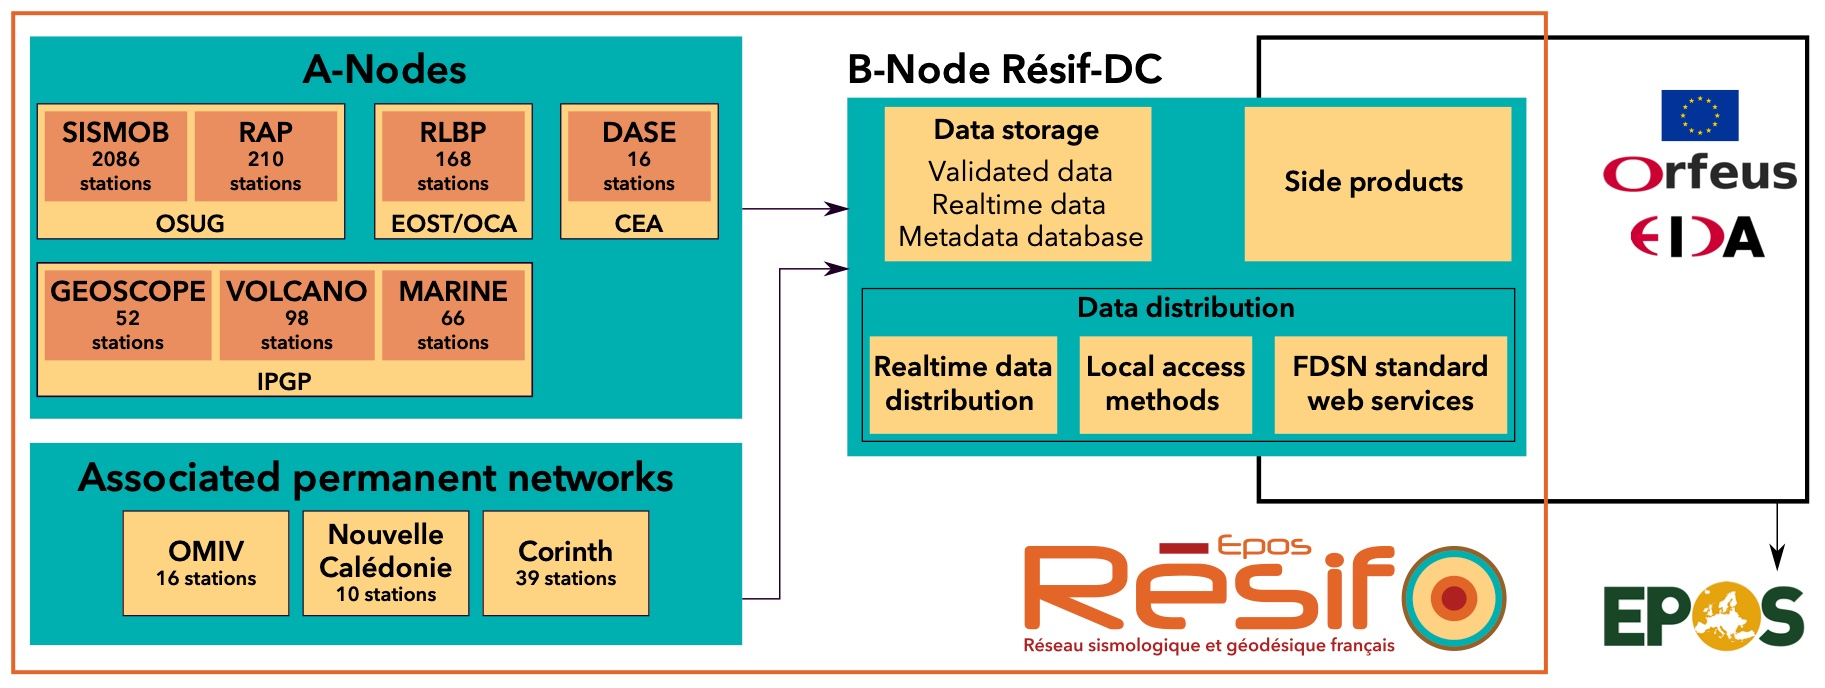 A-Nodes
SISMOB
2086
stations
RAP
210
stations
OSUG
RLBP
168
stations
EOST/OCA
DASE
16
stations
CEA
GEOSCOPE
52
stations
VOLCANO
98
stations
MARINE
66
stations
IPGP
Associated permanent networks
OMIV
16 stations
Nouvelle
Calédonie
10 stations
Corinth
39 stations
B-Node Résif-DC
Data storage
Validated data
Realtime data
Metadata database
Side products
Data distribution
Realtime data
distribution
Local access
methods
FDSN standard
web services
Epos
Résif
Réseau sismologique et géodésique français
Orfeus
EIDA
EPOS